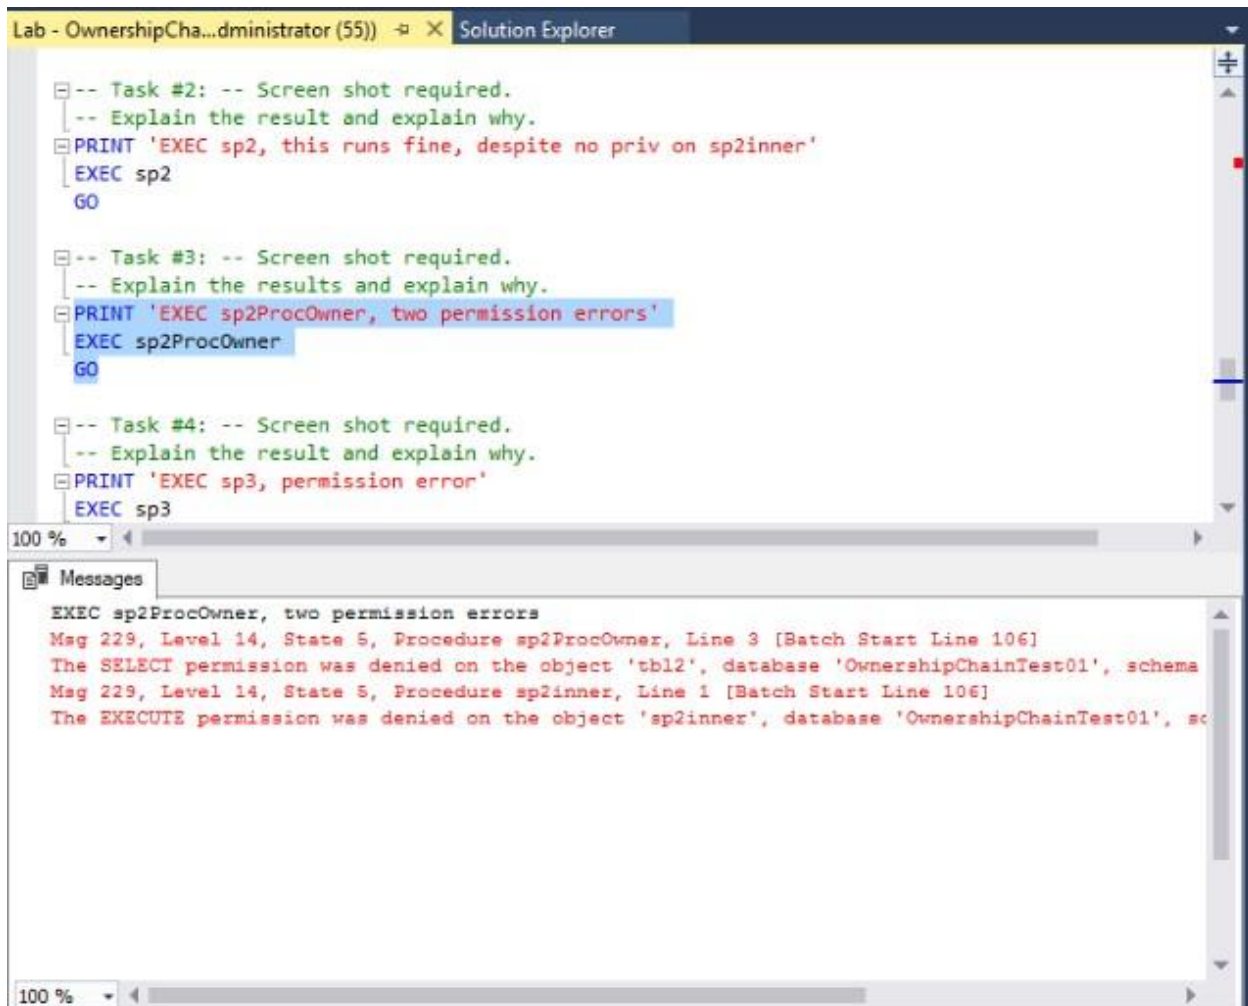 Lab - OwnershipCha...dministrator (55))
Solution Explorer
-- Task #2: -- Screen shot required.
-- Explain the result and explain why.
PRINT 'EXEC sp2, this runs fine, despite no priv on sp2inner'
EXEC sp2
GO
-- Task #3: -- Screen shot required.
-- Explain the results and explain why.
PRINT 'EXEC sp2ProcOwner, two permission errors'
EXEC sp2ProcOwner
GO
-- Task #4: -- Screen shot required.
-- Explain the result and explain why.
PRINT 'EXEC sp3, permission error'
EXEC sp3
100 %
Messages
EXEC sp2ProcOwner, two permission errors
Msg 229, Level 14, State 5, Procedure sp2ProcOwner, Line 3 [Batch Start Line 106]
The SELECT permission was denied on the object 'tbl2', database 'OwnershipChainTest01', schema
Msg 229, Level 14, State 5, Procedure sp2inner, Line 1 [Batch Start Line 106]
The EXECUTE permission was denied on the object 'sp2inner', database 'OwnershipChainTest01', sc
100 %